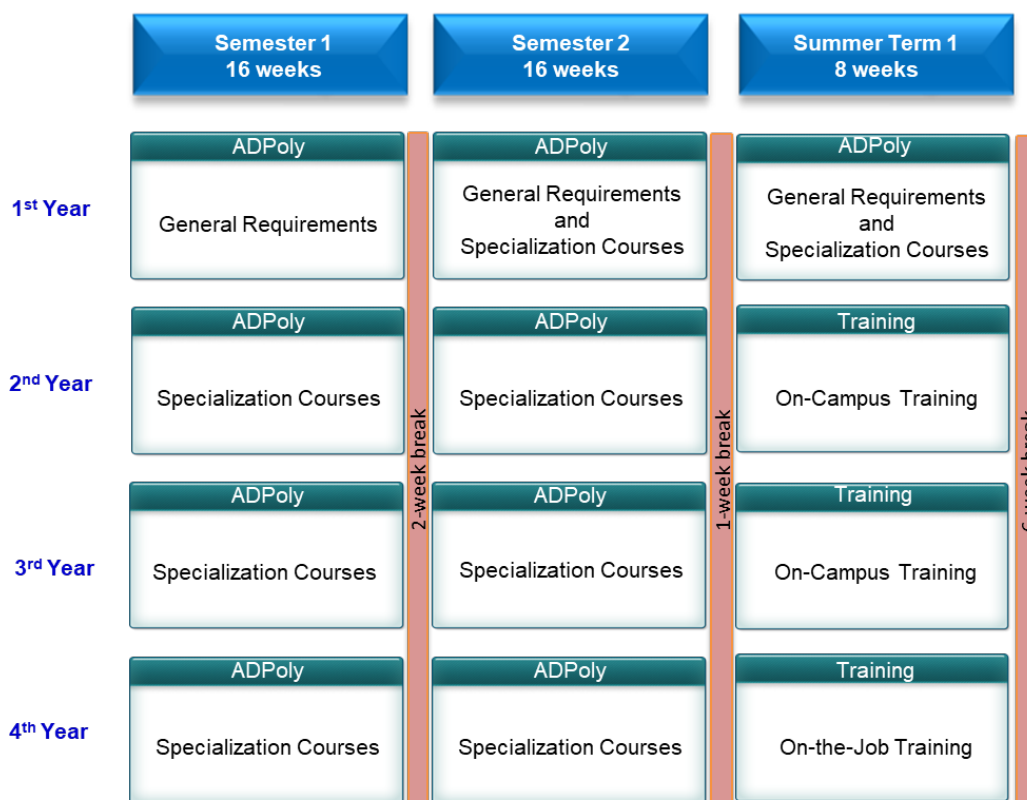 Semester 1
16 weeks
Semester 2
16 weeks
Summer Term 1
8 weeks
1st Year
ADPoly
General Requirements
ADPoly
General Requirements
and
Specialization Courses
ADPoly
General Requirements
and
Specialization Courses
2nd Year
ADPoly
Specialization Courses
ADPoly
Specialization Courses
Training
On-Campus Training
2-week break
1-week break
week break
3rd Year
ADPoly
Specialization Courses
ADPoly
Specialization Courses
Training
On-Campus Training
4th Year
ADPoly
Specialization Courses
ADPoly
Specialization Courses
Training
On-the-Job Training